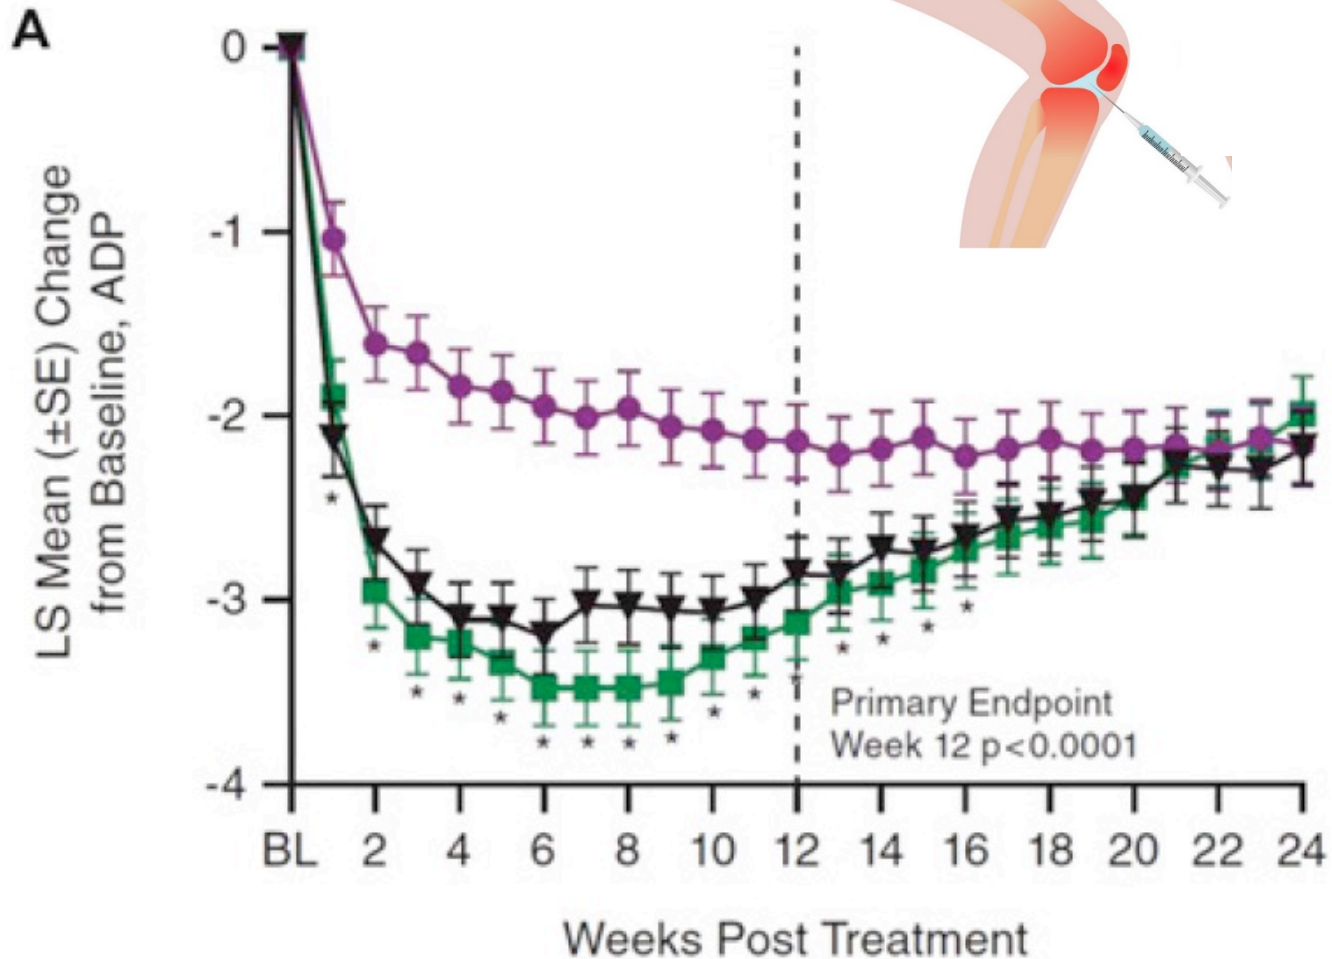 A
LS Mean (±SE) Change
from Baseline, ADP
0
-1
-2
-3
-4
* * * * * * * * * * * * * * * *
Primary Endpoint
Week 12 p<0.0001
BL 2 4 6 8 10 12 14 16 18 20 22 24
Weeks Post Treatment